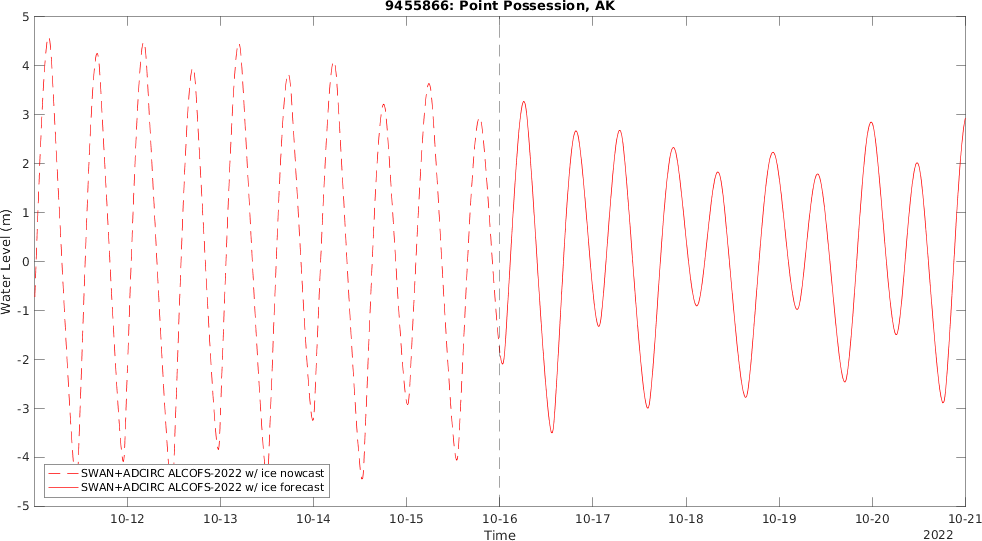 9455866: Point Possession, AK
5
4
3
2
1
0
-1
-2
-3
-4
-5
Water Level (m)
SWAN+ADCIRC ALCOFS-2022 w/ ice nowcast
SWAN+ADCIRC ALCOFS-2022 w/ ice forecast
10-12 10-13 10-14 10-15 10-16 10-17 10-18 10-19 10-20 10-21
Time
2022